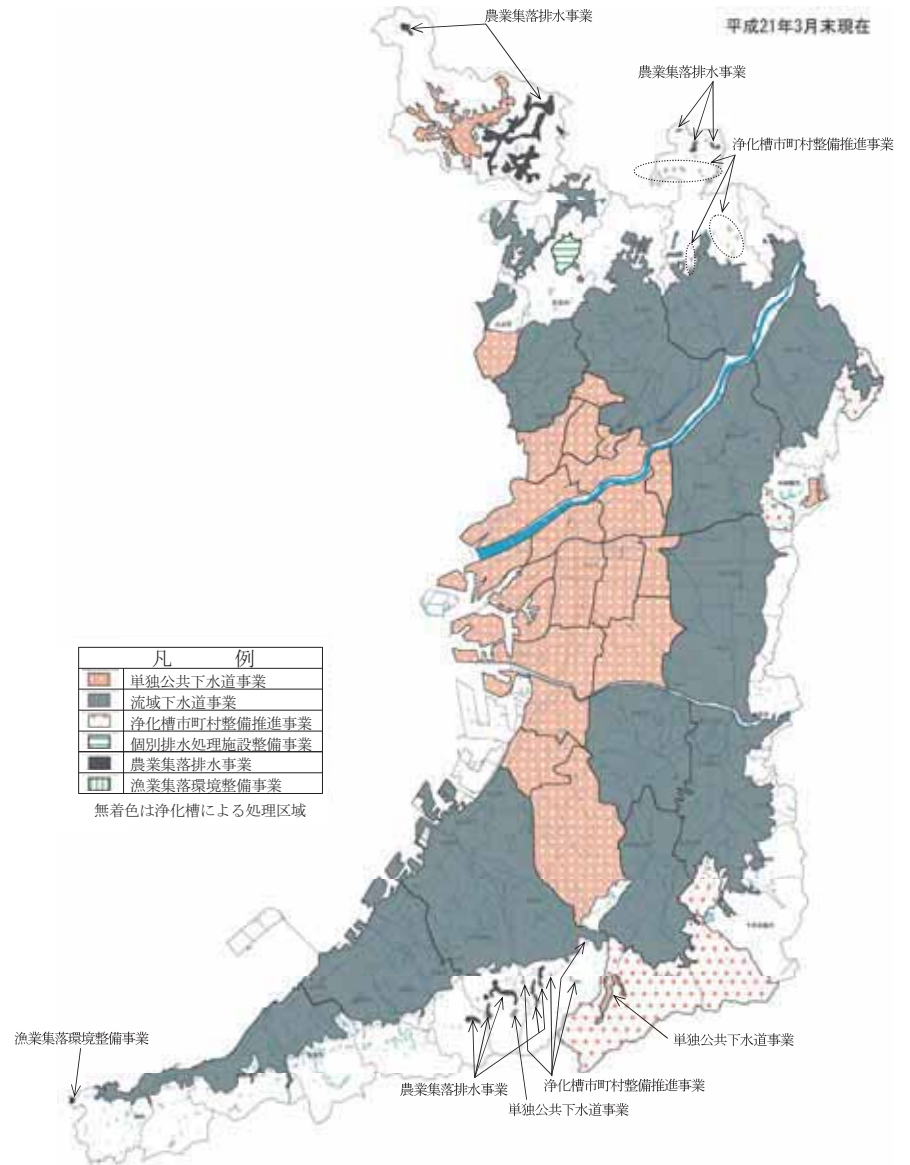 農業集落排水事業
平成21年3月末現在
農業集落排水事業
浄化槽市町村整備推進事業
凡 例
単独公共下水道事業
流域下水道事業
浄化槽市町村整備推進事業
個別排水処理施設整備事業
農業集落排水事業
漁業集落環境整備事業
無着色は浄化槽による処理区域
漁業集落環境整備事業
単独公共下水道事業
農業集落排水事業
浄化槽市町村整備推進事業
単独公共下水道事業